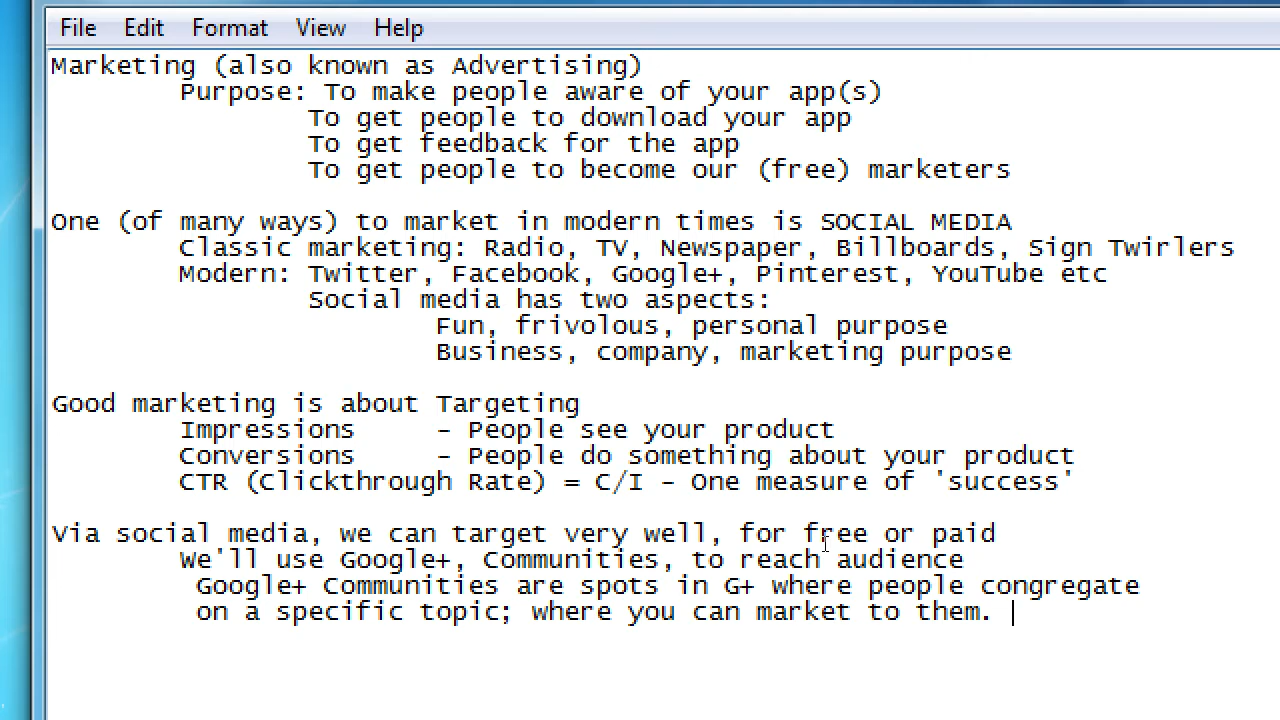 File Edit Format View Help
Marketing (also known as Advertising)
Purpose: To make people aware of your app(s)
To get people to download your app
To get feedback for the app
To get people to become our (free) marketers
One (of many ways) to market in modern times is SOCIAL MEDIA
Classic marketing: Radio, TV, Newspaper, Billboards, Sign Twirlers
Modern: Twitter, Facebook, Google+, Pinterest, YouTube etc
Social media has two aspects:
Fun, frivolous, personal purpose
Business, company, marketing purpose
Good marketing is about Targeting
Impressions - People see your product
Conversions - People do something about your product
CTR (Clickthrough Rate) = C/I - One measure of 'success'
Via social media, we can target very well, for free or paid
We'll use Google+, Communities, to reach audience
Google+ Communities are spots in G+ where people congregate
on a specific topic; where you can market to them.